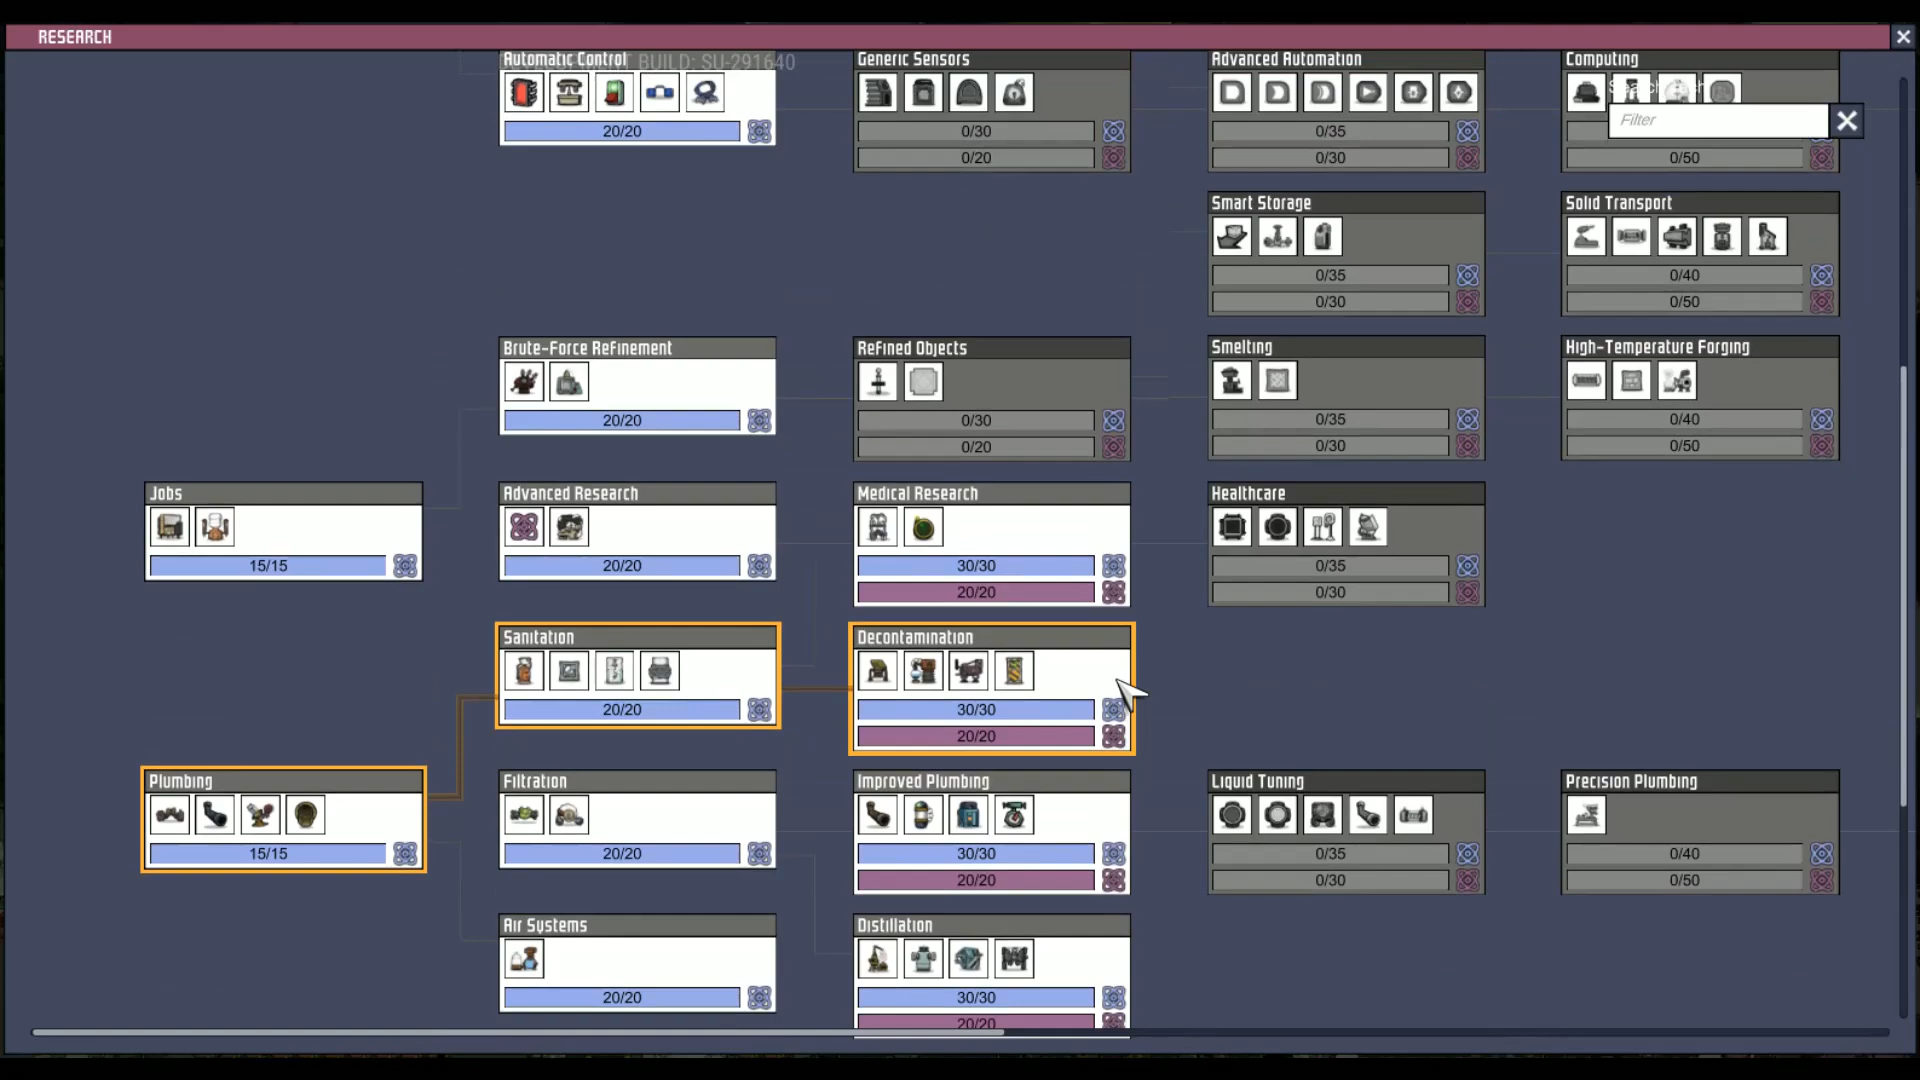 RESEARCH
Automatic Control
BUILD: SU-291640
20/20
Generic Sensors
0/30
0/20
Advanced Automation
0/35
0/30
Computing
Filter
0/50
Smart Storage
0/35
0/30
Solid Transport
0/40
0/50
Brute-Force Refinement
20/20
Refined Objects
0/30
0/20
Smelting
0/35
0/30
High-Temperature Forging
0/40
0/50
Jobs
15/15
Advanced Research
20/20
Medical Research
30/30
20/20
Healthcare
0/35
0/30
Sanitation
20/20
Decontamination
30/30
20/20
Plumbing
15/15
Filtration
20/20
Improved Plumbing
30/30
20/20
Liquid Tuning
0/35
0/30
Precision Plumbing
0/40
0/50
Air Systems
20/20
Distillation
30/30
20/20